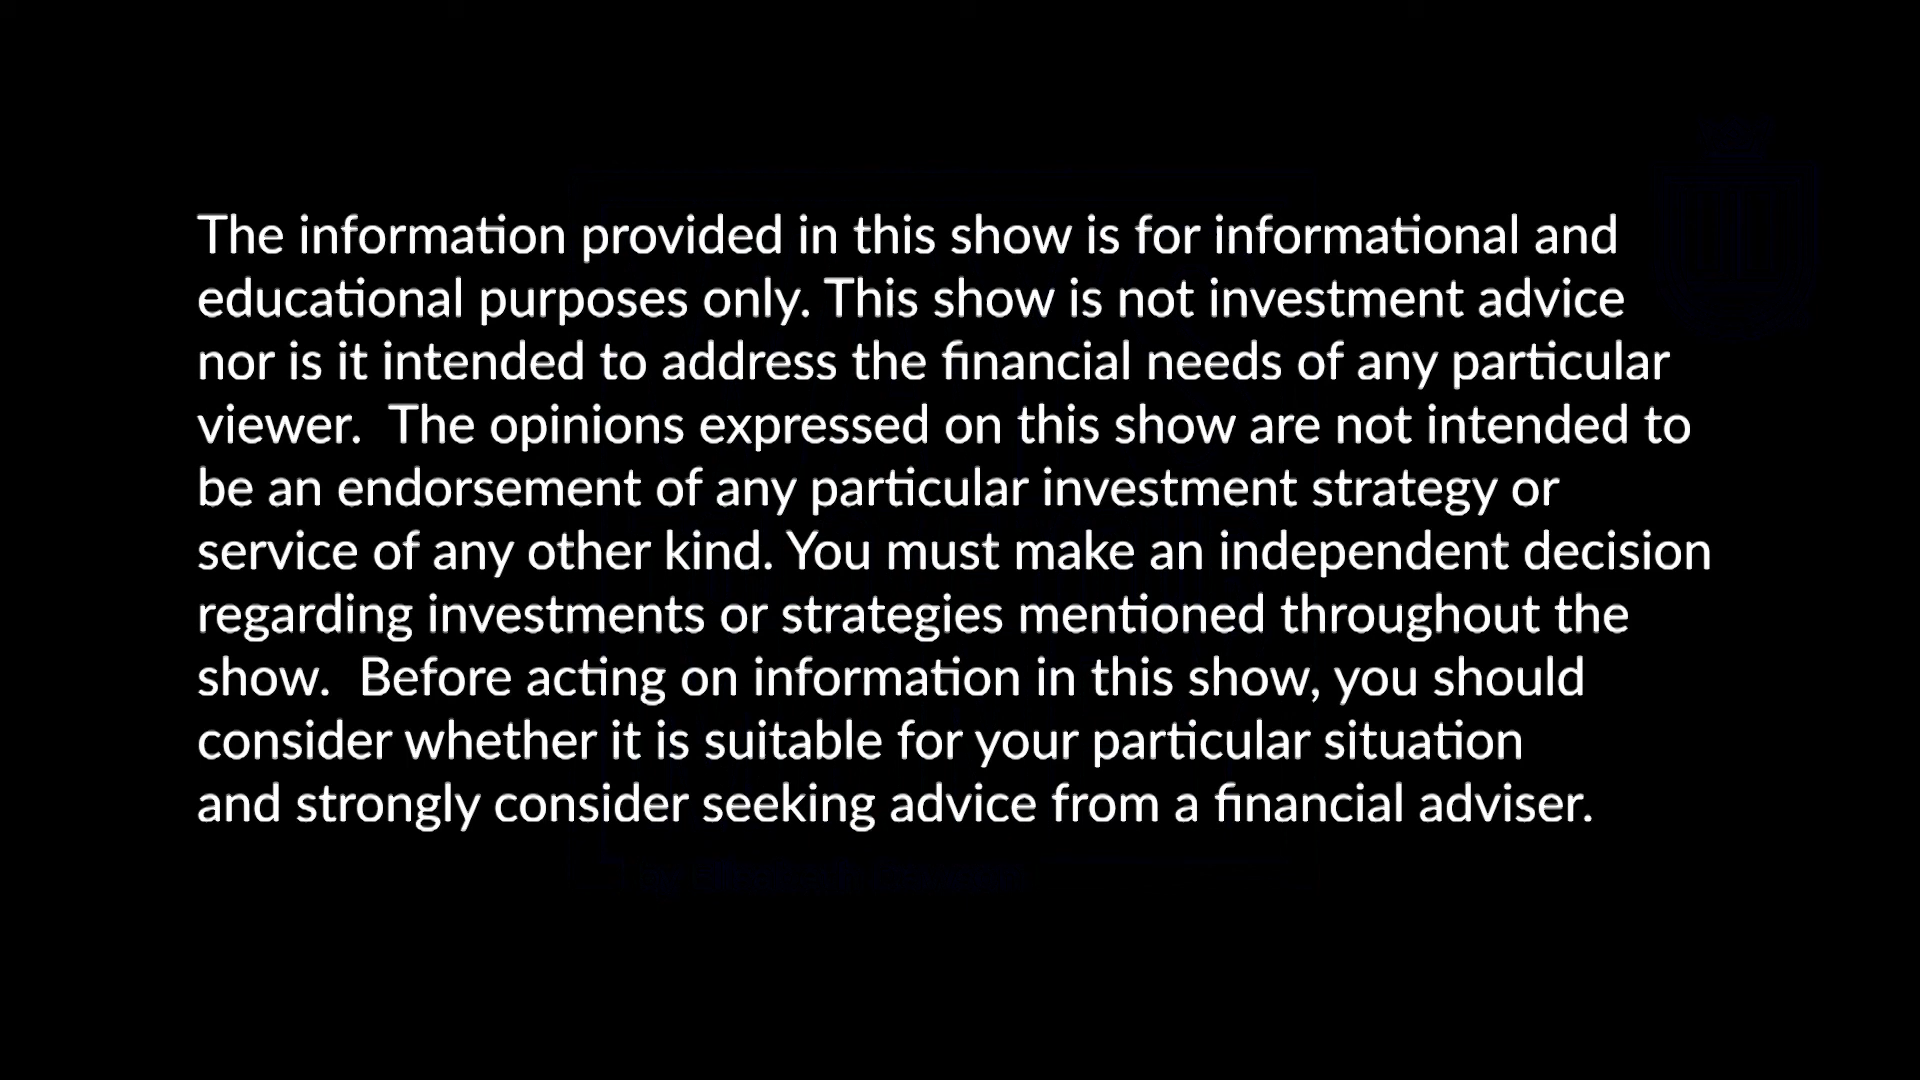 The information provided in this show is for informational and
educational purposes only. This show is not investment advice
nor is it intended to address the financial needs of any particular
viewer.  The opinions expressed on this show are not intended to
be an endorsement of any particular investment strategy or
service of any other kind. You must make an independent decision
regarding investments or strategies mentioned throughout the
show.  Before acting on information in this show, you should
consider whether it is suitable for your particular situation
and strongly consider seeking advice from a financial adviser.